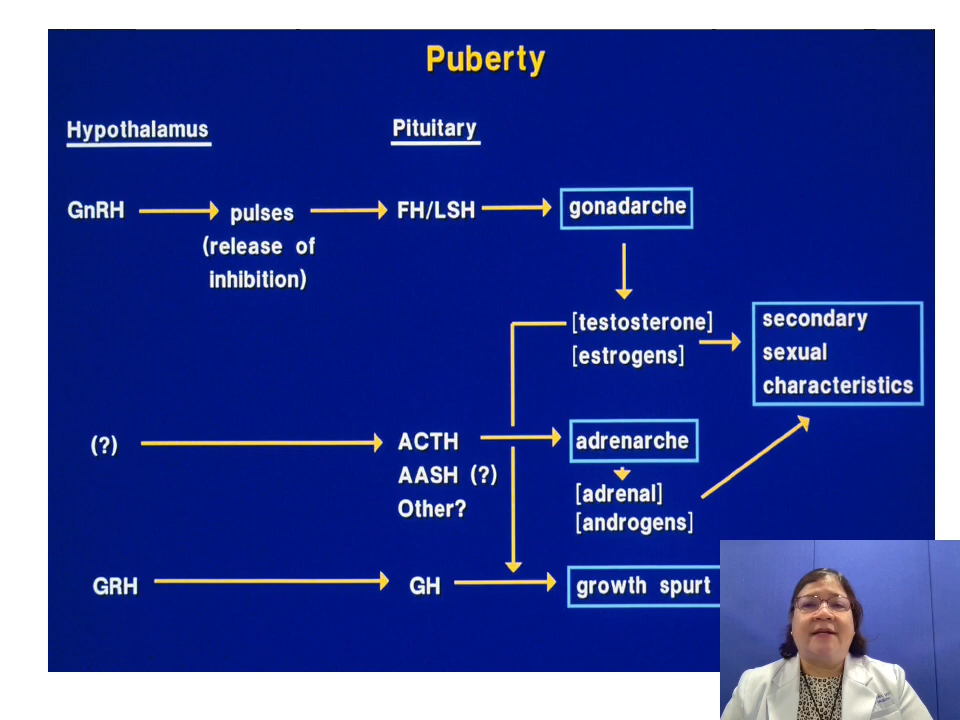 Puberty
Hypothalamus
Pituitary
GnRH
pulses
(release of
inhibition)
FH/LSH
gonadarche
[testosterone]
[estrogens]
secondary
sexual
characteristics
(?)
ACTH
AASH (?)
Other?
adrenarche
[adrenal]
[androgens]
GRH
GH
growth spurt